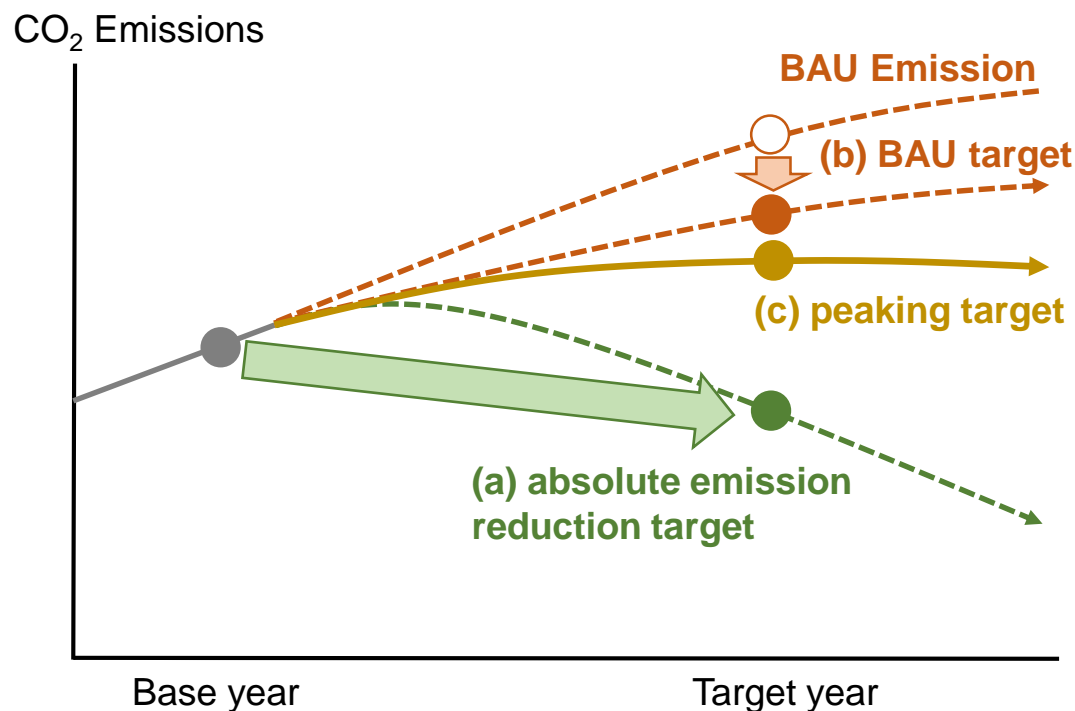 CO₂ Emissions
BAU Emission
(b) BAU target
(c) peaking target
(a) absolute emission
reduction target
Base year
Target year